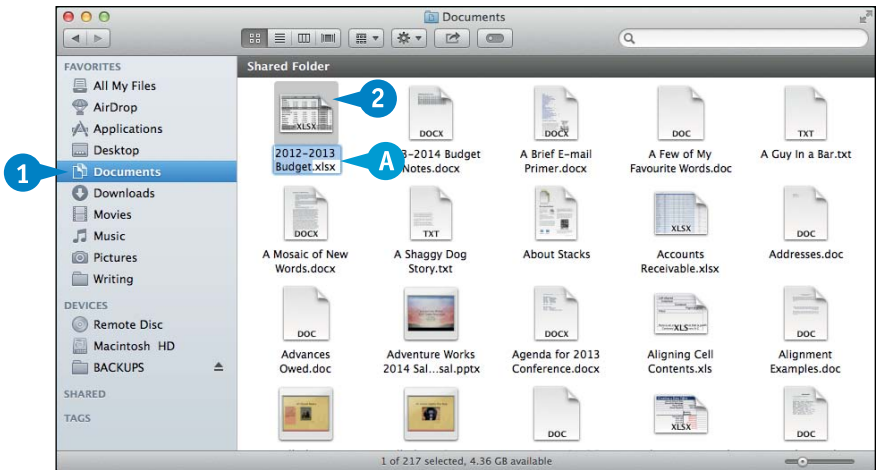 Documents
FAVORITES
All My Files
AirDrop
Applications
Desktop
Documents
Downloads
Movies
Music
Pictures
Writing
DEVICES
Remote Disc
Macintosh HD
BACKUPS
SHARED
TAGS
1
Shared Folder
XLSX
2
DOCX
DOCX
DOC
TXT
2012-2013
Budget.xlsx
A
-2014 Budget
Notes.docx
A Brief E-mail
Primer.docx
A Few of My
Favourite Words.doc
A Guy In a Bar.txt
DOCX
TXT
XLSX
DOC
A Mosaic of New
Words.docx
A Shaggy Dog
Story.txt
About Stacks
Accounts
Receivable.xlsx
Addresses.doc
DOC
DOCX
XLS
DOC
Advances
Owed.doc
Adventure Works
2014 Sal...sal.pptx
Agenda for 2013
Conference.docx
Aligning Cell
Contents.xls
Alignment
Examples.doc
DOC
XLSX
DOC
1 of 217 selected, 4.36 GB available